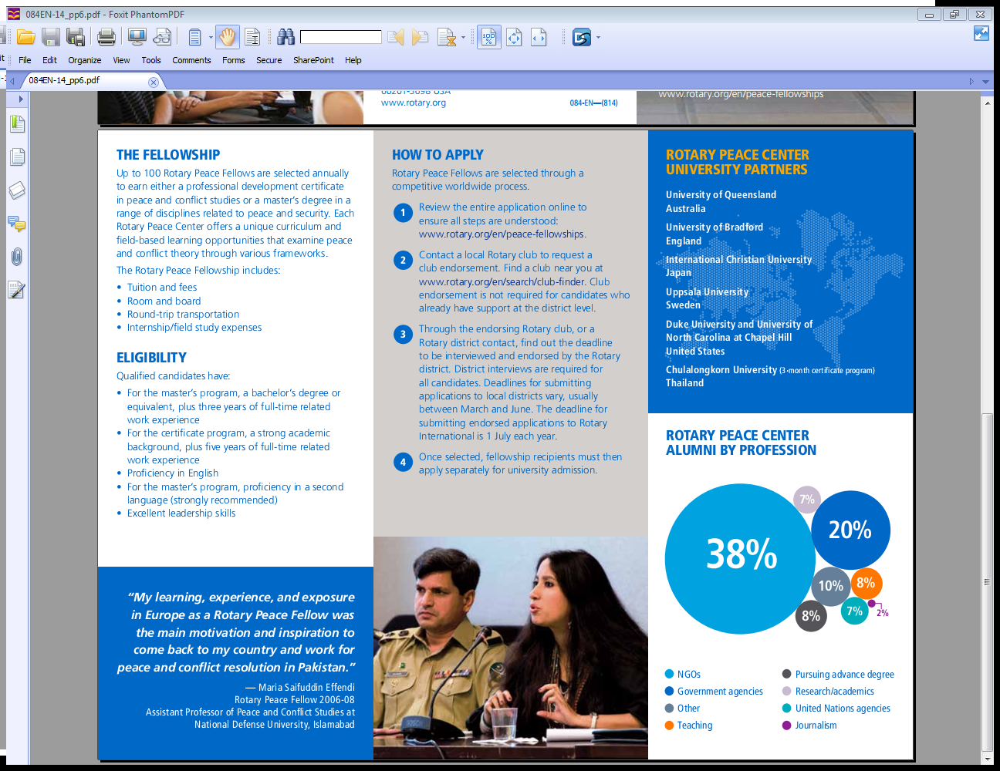 084EN-14_pp6.pdf - Foxit PhantomPDF
File Edit Organize View Tools Comments Forms Secure SharePoint Help
084EN-14_pp6.pdf
60201-3698 USA
www.rotary.org
084-EN—(814)
www.rotary.org/en/peace-fellowships
THE FELLOWSHIP
Up to 100 Rotary Peace Fellows are selected annually
to earn either a professional development certificate
in peace and conflict studies or a master’s degree in a
range of disciplines related to peace and security. Each
Rotary Peace Center offers a unique curriculum and
field-based learning opportunities that examine peace
and conflict theory through various frameworks.
The Rotary Peace Fellowship includes:
• Tuition and fees
• Room and board
• Round-trip transportation
• Internship/field study expenses
ELIGIBILITY
Qualified candidates have:
• For the master’s program, a bachelor’s degree or
equivalent, plus three years of full-time related
work experience
• For the certificate program, a strong academic
background, plus five years of full-time related
work experience
• Proficiency in English
• For the master’s program, proficiency in a second
language (strongly recommended)
• Excellent leadership skills
“My learning, experience, and exposure
in Europe as a Rotary Peace Fellow was
the main motivation and inspiration to
come back to my country and work for
peace and conflict resolution in Pakistan.”
— Maria Saifuddin Effendi
Rotary Peace Fellow 2006-08
Assistant Professor of Peace and Conflict Studies at
National Defense University, Islamabad
HOW TO APPLY
Rotary Peace Fellows are selected through a
competitive worldwide process.
1 Review the entire application online to
ensure all steps are understood:
www.rotary.org/en/peace-fellowships.
2 Contact a local Rotary club to request a
club endorsement. Find a club near you at
www.rotary.org/en/search/club-finder. Club
endorsement is not required for candidates who
already have support at the district level.
3 Through the endorsing Rotary club, or a
Rotary district contact, find out the deadline
to be interviewed and endorsed by the Rotary
district. District interviews are required for
all candidates. Deadlines for submitting
applications to local districts vary, usually
between March and June. The deadline for
submitting endorsed applications to Rotary
International is 1 July each year.
4 Once selected, fellowship recipients must then
apply separately for university admission.
ROTARY PEACE CENTER
UNIVERSITY PARTNERS
University of Queensland
Australia
University of Bradford
England
International Christian University
Japan
Uppsala University
Sweden
Duke University and University of
North Carolina at Chapel Hill
United States
Chulalongkorn University (3-month certificate program)
Thailand
ROTARY PEACE CENTER
ALUMNI BY PROFESSION
38%
7%
20%
10%
8%
8%
7%
2%
NGOs
Government agencies
Other
Teaching
Pursuing advance degree
Research/academics
United Nations agencies
Journalism